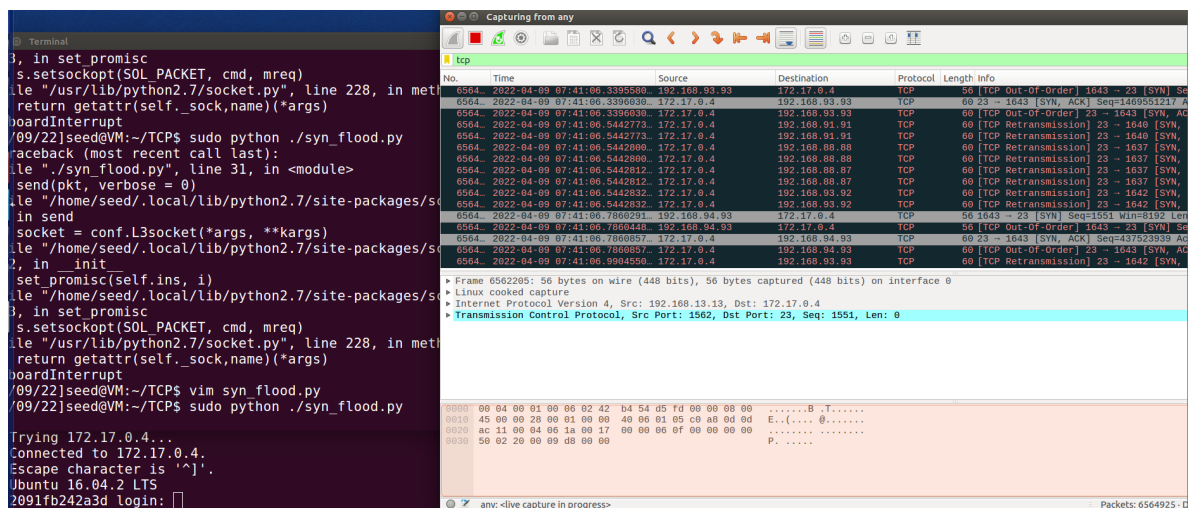 Terminal
3, in set_promisc
s.setsockopt(SOL_PACKET, cmd, mreq)
ile "/usr/lib/python2.7/socket.py", line 228, in meth
return getattr(self._sock,name)(*args)
boardInterrupt
/09/22]seed@VM:~/TCP$ sudo python ./syn_flood.py
raceback (most recent call last):
ile "./syn_flood.py", line 31, in <module>
send(pkt, verbose = 0)
ile "/home/seed/.local/lib/python2.7/site-packages/sc
in send
socket = conf.L3socket(*args, **kargs)
ile "/home/seed/.local/lib/python2.7/site-packages/sc
2, in __init__
set_promisc(self.ins, i)
ile "/home/seed/.local/lib/python2.7/site-packages/sc
3, in set_promisc
s.setsockopt(SOL_PACKET, cmd, mreq)
ile "/usr/lib/python2.7/socket.py", line 228, in meth
return getattr(self._sock,name)(*args)
boardInterrupt
/09/22]seed@VM:~/TCP$ vim syn_flood.py
/09/22]seed@VM:~/TCP$ sudo python ./syn_flood.py
Trying 172.17.0.4...
Connected to 172.17.0.4.
Escape character is '^]'.
Ubuntu 16.04.2 LTS
2091fb242a3d login:
Capturing from any
tcp
No. Time Source Destination Protocol Length Info
6564… 2022-04-09 07:41:06.3395580… 192.168.93.93 172.17.0.4 TCP 56 [TCP Out-Of-Order] 1643 → 23 [SYN] Se
6564… 2022-04-09 07:41:06.3396030… 172.17.0.4 192.168.93.93 TCP 60 23 → 1643 [SYN, ACK] Seq=1469551217 A
6564… 2022-04-09 07:41:06.3396030… 172.17.0.4 192.168.93.93 TCP 60 [TCP Out-Of-Order] 23 → 1643 [SYN, AC
6564… 2022-04-09 07:41:06.5442773… 172.17.0.4 192.168.91.91 TCP 60 [TCP Retransmission] 23 → 1640 [SYN,
6564… 2022-04-09 07:41:06.5442773… 172.17.0.4 192.168.91.91 TCP 60 [TCP Retransmission] 23 → 1640 [SYN,
6564… 2022-04-09 07:41:06.5442800… 172.17.0.4 192.168.88.88 TCP 60 [TCP Retransmission] 23 → 1637 [SYN,
6564… 2022-04-09 07:41:06.5442800… 172.17.0.4 192.168.88.88 TCP 60 [TCP Retransmission] 23 → 1637 [SYN,
6564… 2022-04-09 07:41:06.5442812… 172.17.0.4 192.168.88.87 TCP 60 [TCP Retransmission] 23 → 1637 [SYN,
6564… 2022-04-09 07:41:06.5442812… 172.17.0.4 192.168.88.87 TCP 60 [TCP Retransmission] 23 → 1637 [SYN,
6564… 2022-04-09 07:41:06.5442832… 172.17.0.4 192.168.93.92 TCP 60 [TCP Retransmission] 23 → 1642 [SYN,
6564… 2022-04-09 07:41:06.5442832… 172.17.0.4 192.168.93.92 TCP 60 [TCP Retransmission] 23 → 1642 [SYN,
6564… 2022-04-09 07:41:06.7860291… 192.168.94.93 172.17.0.4 TCP 56 1643 → 23 [SYN] Seq=1551 Win=8192 Len
6564… 2022-04-09 07:41:06.7860448… 192.168.94.93 172.17.0.4 TCP 56 [TCP Out-Of-Order] 1643 → 23 [SYN] Se
6564… 2022-04-09 07:41:06.7860857… 172.17.0.4 192.168.94.93 TCP 60 23 → 1643 [SYN, ACK] Seq=437523939 Ac
6564… 2022-04-09 07:41:06.7860857… 172.17.0.4 192.168.94.93 TCP 60 [TCP Out-Of-Order] 23 → 1643 [SYN, AC
6564… 2022-04-09 07:41:06.9904550… 172.17.0.4 192.168.93.93 TCP 60 [TCP Retransmission] 23 → 1642 [SYN,
Frame 6562205: 56 bytes on wire (448 bits), 56 bytes captured (448 bits) on interface 0
Linux cooked capture
Internet Protocol Version 4, Src: 192.168.13.13, Dst: 172.17.0.4
Transmission Control Protocol, Src Port: 1562, Dst Port: 23, Seq: 1551, Len: 0
0000 00 04 00 01 00 06 02 42 b4 54 d5 fd 00 00 08 00 .......B .T......
0010 45 00 00 28 00 01 00 00 40 06 01 05 c0 a8 0d 0d E..(.... @.......
0020 ac 11 00 04 06 1a 00 17 00 00 06 0f 00 00 00 00 ........ ........
0030 50 02 20 00 09 d8 00 00 P. .....
any: <live capture in progress>
Packets: 6564925 - D